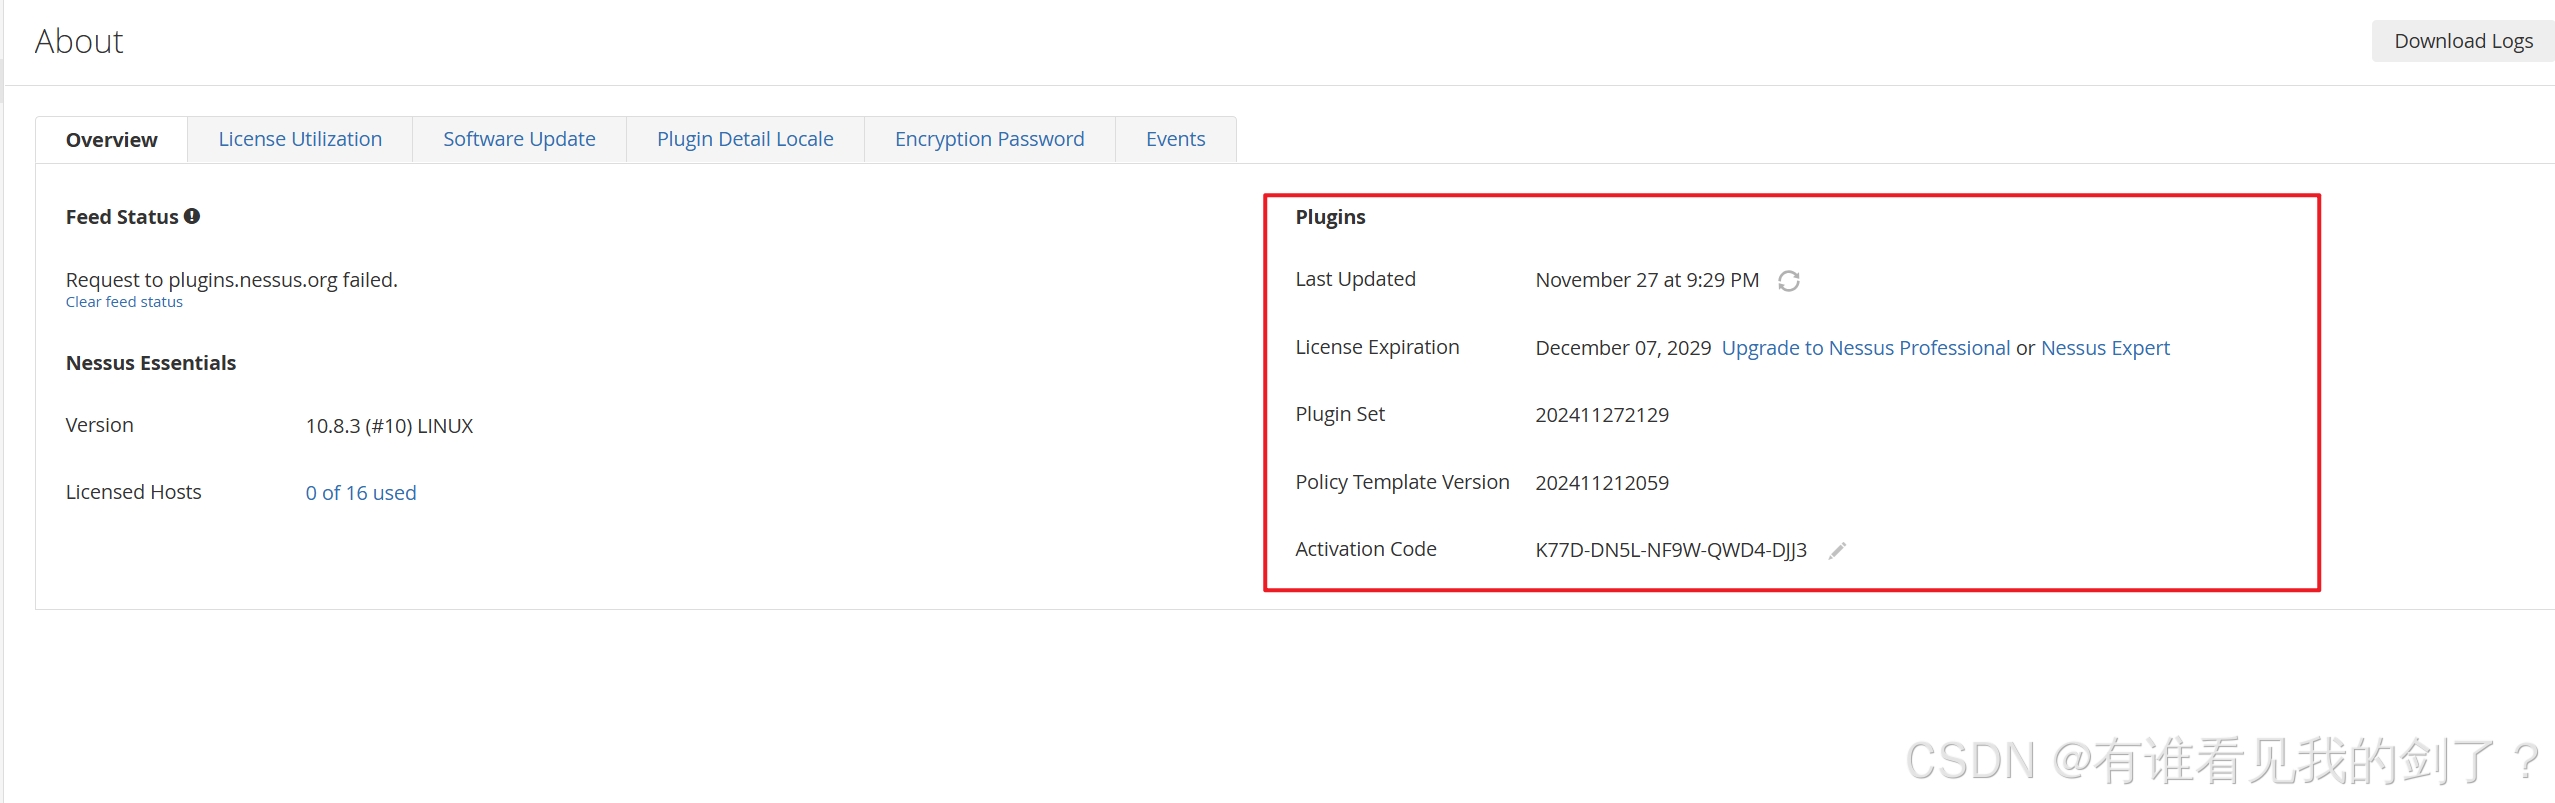 About
Download Logs
Overview
License Utilization
Software Update
Plugin Detail Locale
Encryption Password
Events
Feed Status
Request to plugins.nessus.org failed.
Clear feed status
Nessus Essentials
Version 10.8.3 (#10) LINUX
Licensed Hosts 0 of 16 used
Plugins
Last Updated November 27 at 9:29 PM
License Expiration December 07, 2029 Upgrade to Nessus Professional or Nessus Expert
Plugin Set 202411272129
Policy Template Version 202411212059
Activation Code K77D-DN5L-NF9W-QWD4-DJJ3
CSDN @有谁看见我的剑了？